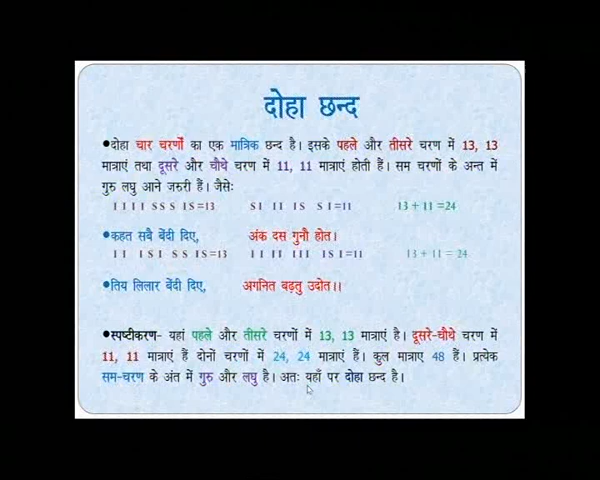 दोहा छन्द
●दोहा चार चरणों का एक मात्रिक छन्द है। इसके पहले और तीसरे चरण में 13, 13
मात्राएं तथा दूसरे और चौथे चरण में 11, 11 मात्राएं होती हैं। सम चरणों के अन्त में
गुरु लघु आने जरुरी हैं। जैसेः
I I I I S S S I S =13 S I I I I S S I =11 13 + 11 =24
●कहत सबै बेंदी दिए, अंक दस गुनौ होत।
I I I S I S S I S =13 I I I I I I I I S I =11 13 + 11 = 24
●तिय लिलार बेंदी दिए, अगनित बढ़तु उदोत।।
●स्पष्टीकरण- यहां पहले और तीसरे चरणों में 13, 13 मात्राएं है। दूसरे-चौथे चरण में
11, 11 मात्राएं हैं दोनों चरणों में 24, 24 मात्राएं हैं। कुल मात्राए 48 हैं। प्रत्येक
सम-चरण के अंत में गुरु और लघु है। अतः यहाँ पर दोहा छन्द है।